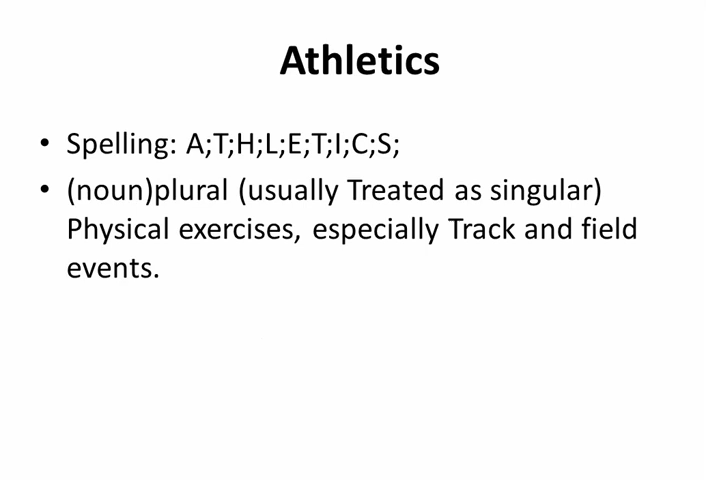 Athletics
• Spelling: A;T;H;L;E;T;I;C;S;
• (noun)plural (usually Treated as singular)
Physical exercises, especially Track and field
events.